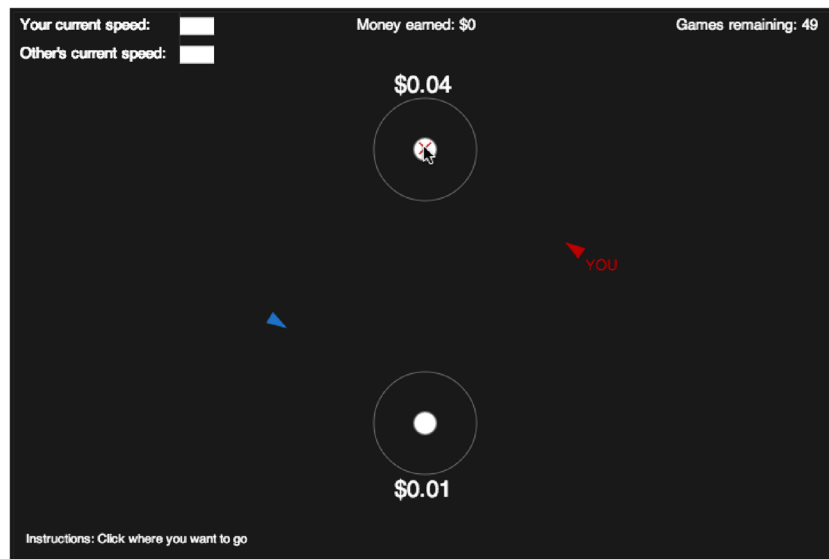 Your current speed:
Money earned: $0
Games remaining: 49
Other's current speed:
$0.04
YOU
$0.01
Instructions: Click where you want to go